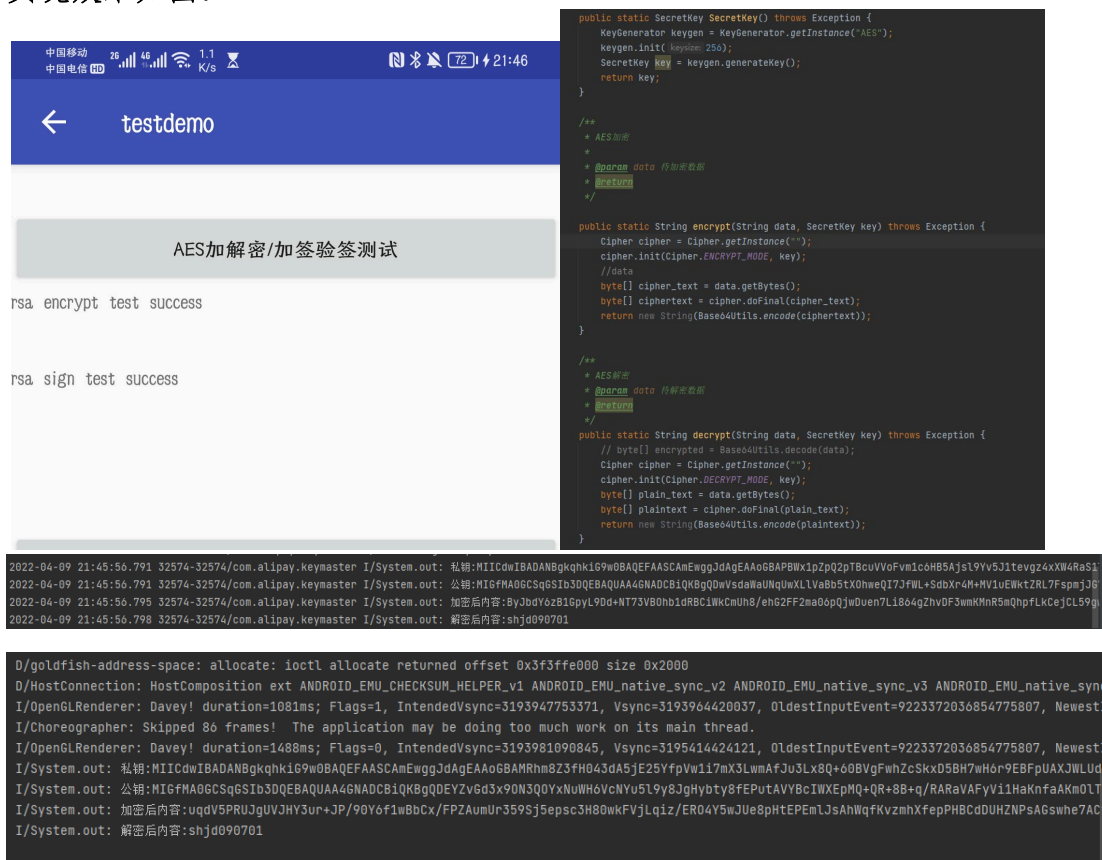 中国移动
中国电信 HD
26 46 1.1 K/s
72 21:46
testdemo
AES加解密/加签验签测试
rsa encrypt test success
rsa sign test success
public static SecretKey SecretKey() throws Exception {
KeyGenerator keygen = KeyGenerator.getInstance("AES");
keygen.init( keysize: 256);
SecretKey key = keygen.generateKey();
return key;
}
/**
* AES加密
*
* @param data 待加密数据
* @return
*/
public static String encrypt(String data, SecretKey key) throws Exception {
Cipher cipher = Cipher.getInstance("");
cipher.init(Cipher.ENCRYPT_MODE, key);
//data
byte[] cipher_text = data.getBytes();
byte[] ciphertext = cipher.doFinal(cipher_text);
return new String(Base64Utils.encode(ciphertext));
}
/**
* AES解密
* @param data 待解密数据
* @return
*/
public static String decrypt(String data, SecretKey key) throws Exception {
// byte[] encrypted = Base64Utils.decode(data);
Cipher cipher = Cipher.getInstance("");
cipher.init(Cipher.DECRYPT_MODE, key);
byte[] plain_text = data.getBytes();
byte[] plaintext = cipher.doFinal(plain_text);
return new String(Base64Utils.encode(plaintext));
}
2022-04-09 21:45:56.791 32574-32574/com.alipay.keymaster I/System.out: 私钥:MIICdwIBADANBgkqhkiG9w0BAQEFAASCAmEwggJdAgEAAoGBAPBWx1pZpQ2pTBcuVVoFvm1c6HB5Ajsl9Yv5J1tevgz4xXW4RaS1
2022-04-09 21:45:56.791 32574-32574/com.alipay.keymaster I/System.out: 公钥:MIGfMA0GCSqGSIb3DQEBAQUAA4GNADCBiQKBgQDwVsdaWaUNqUwXLlVaBb5tXOhweQI7JfWL+SdbXr4M+MV1uEWktZRL7FspmjJG
2022-04-09 21:45:56.795 32574-32574/com.alipay.keymaster I/System.out: 加密后内容:ByJbdY6zB1GpyL9Dd+NT73VBOhb1dRBCiWkCmUh8/ehG2FF2ma06pQjwDuen7Li864gZhvDF3wmKMnR5mQhpfLkCejCL59g
2022-04-09 21:45:56.798 32574-32574/com.alipay.keymaster I/System.out: 解密后内容:shjd090701
D/goldfish-address-space: allocate: ioctl allocate returned offset 0x3f3ffe000 size 0x2000
D/HostConnection: HostComposition ext ANDROID_EMU_CHECKSUM_HELPER_v1 ANDROID_EMU_native_sync_v2 ANDROID_EMU_native_sync_v3 ANDROID_EMU_native_syn
I/OpenGLRenderer: Davey! duration=1081ms; Flags=1, IntendedVsync=3193947753371, Vsync=3193964420037, OldestInputEvent=9223372036854775807, Newest
I/Choreographer: Skipped 86 frames!  The application may be doing too much work on its main thread.
I/OpenGLRenderer: Davey! duration=1488ms; Flags=0, IntendedVsync=3193981090845, Vsync=3195414424121, OldestInputEvent=9223372036854775807, Newest
I/System.out: 私钥:MIICdwIBADANBgkqhkiG9w0BAQEFAASCAmEwggJdAgEAAoGBAMRhm8Z3fH043dA5jE25YfpVw1i7mX3LwmAfJu3Lx8Q+60BVgFwhZcSkxD5BH7wH6r9EBFpUAXJWLUd
I/System.out: 公钥:MIGfMA0GCSqGSIb3DQEBAQUAA4GNADCBiQKBgQDEYZvGd3x9ON3QOYxNuWH6VcNYu5l9y8JgHybty8fEPutAVYBcIWXEpMQ+QR+8B+q/RARaVAFyVi1HaKnfaAKmOlT
I/System.out: 加密后内容:uqdV5PRUJgUVJHY3ur+JP/90Y6f1wBbCx/FPZAumUr359Sj5epsc3H80wkFVjLqiz/ERO4Y5wJUe8pHtEPEmlJsAhWqfKvzmhXfepPHBCdDUHZNPsAGswhe7AC
I/System.out: 解密后内容:shjd090701